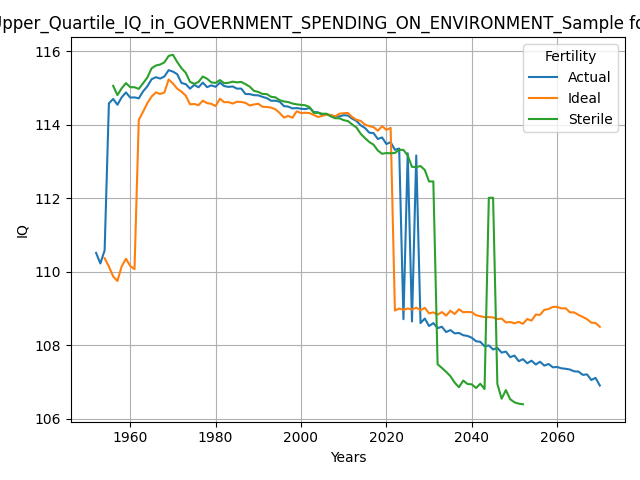 Upper_Quartile_IQ_in_GOVERNMENT_SPENDING_ON_ENVIRONMENT_Sample fo
116
114
112
110
108
106
IQ
Fertility
Actual
Ideal
Sterile
1960
1980
2000
2020
2040
2060
Years